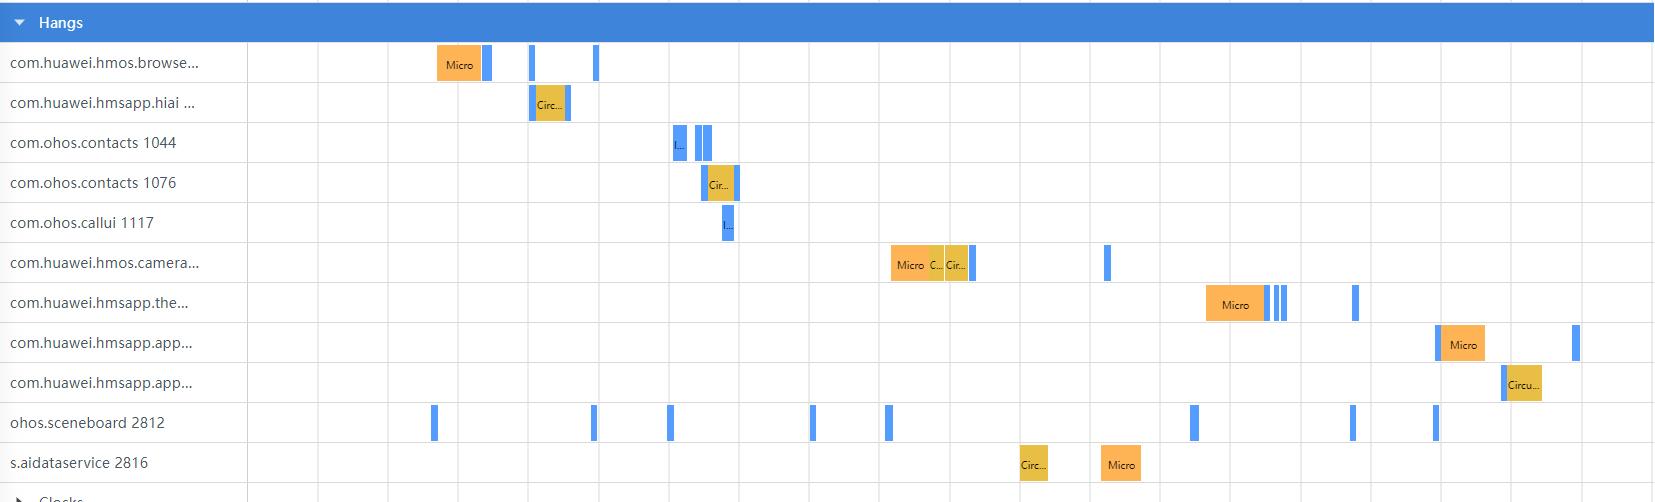 Hangs
com.huawei.hmos.browse...
Micro
com.huawei.hmsapp.hiai ...
Circ...
com.ohos.contacts 1044
I...
com.ohos.contacts 1076
Cir...
com.ohos.callui 1117
I...
com.huawei.hmos.camera...
Micro C... Cir...
com.huawei.hmsapp.the...
Micro
com.huawei.hmsapp.app...
Micro
com.huawei.hmsapp.app...
Circu...
ohos.sceneboard 2812
s.aidataservice 2816
Circ... Micro
Clocks